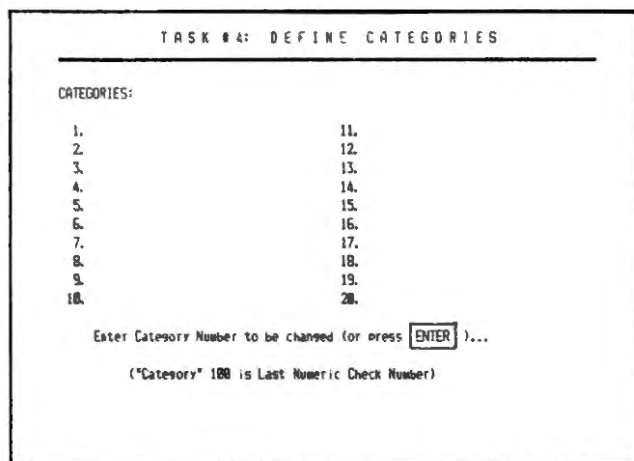 TASK #4: DEFINE CATEGORIES
CATEGORIES:
1. 11.
2. 12.
3. 13.
4. 14.
5. 15.
6. 16.
7. 17.
8. 18.
9. 19.
10. 20.
Enter Category Number to be changed (or press ENTER )...
("Category" 100 is Last Numeric Check Number)